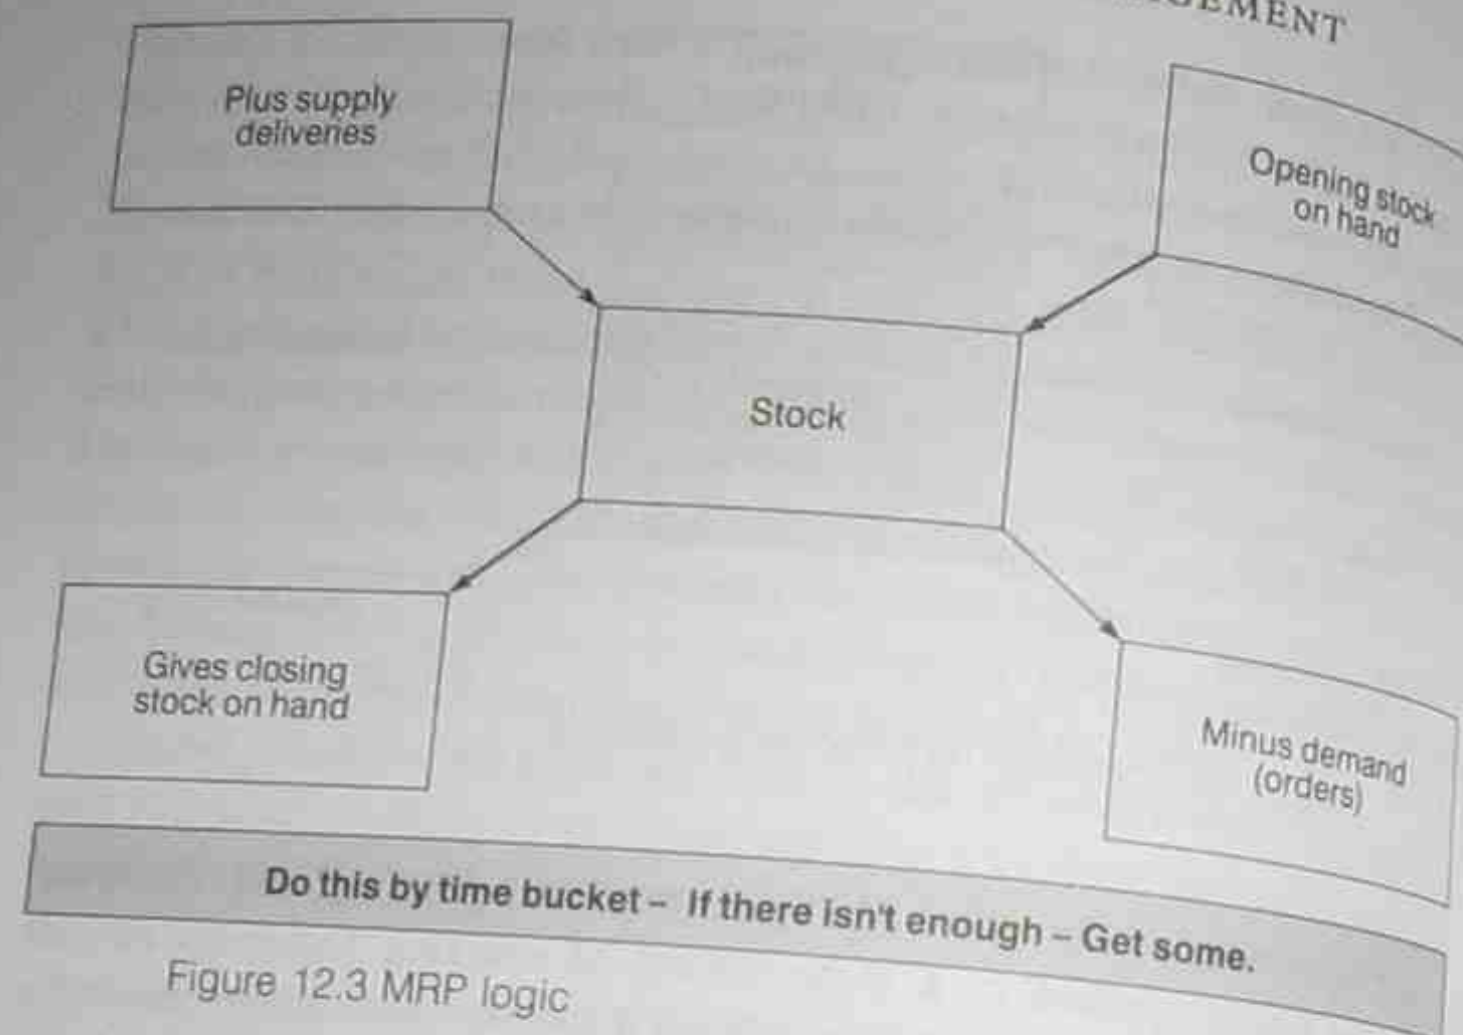 Plus supply
deliveries
Opening stock
on hand
Stock
Gives closing
stock on hand
Minus demand
(orders)
Do this by time bucket – If there isn't enough – Get some.
Figure 12.3 MRP logic